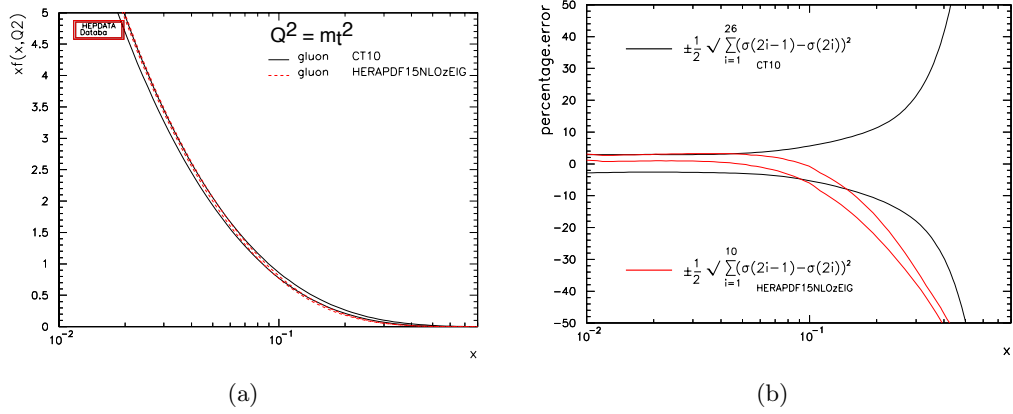 5
4.5
4
3.5
3
2.5
2
1.5
1
0.5
0
xf(x,Q2)
HEPDATA
Databa
Q² = mt²
gluon CT10
gluon HERAPDF15NLOzEIG
10⁻² 10⁻¹ x
(a)
50
40
30
20
10
0
-10
-20
-30
-40
-50
percentage.error
±1/2 √ 26∑i=1 (σ(2i−1)−σ(2i))²
CT10
±1/2 √ 10∑i=1 (σ(2i−1)−σ(2i))²
HERAPDF15NLOzEIG
10⁻² 10⁻¹ x
(b)